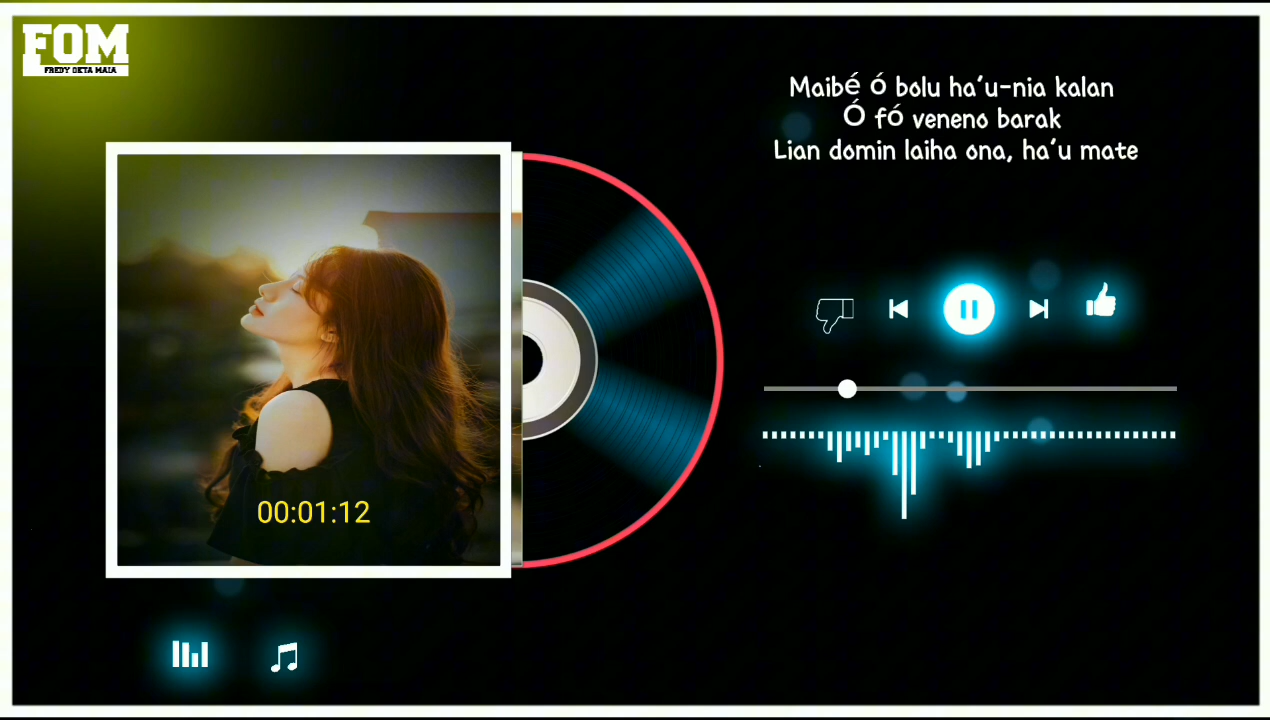 FOM
FREDY OKTA MAIA
Maibé ó bolu ha'u-nia kalan
Ó fó veneno barak
Lian domin laiha ona, ha'u mate
00:01:12